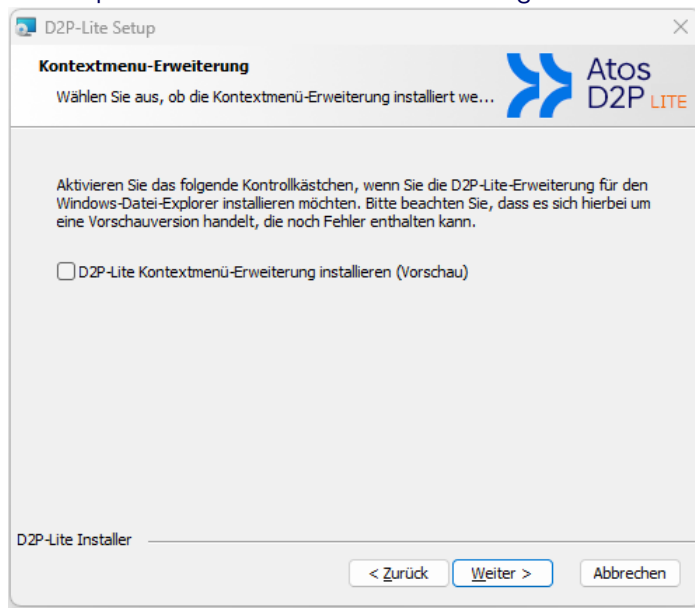 D2P-Lite Setup
Kontextmenu-Erweiterung
Wählen Sie aus, ob die Kontextmenü-Erweiterung installiert we...
Atos
D2P LITE
Aktivieren Sie das folgende Kontrollkästchen, wenn Sie die D2P-Lite-Erweiterung für den
Windows-Datei-Explorer installieren möchten. Bitte beachten Sie, dass es sich hierbei um
eine Vorschauversion handelt, die noch Fehler enthalten kann.
D2P-Lite Kontextmenü-Erweiterung installieren (Vorschau)
D2P-Lite Installer
< Zurück Weiter > Abbrechen